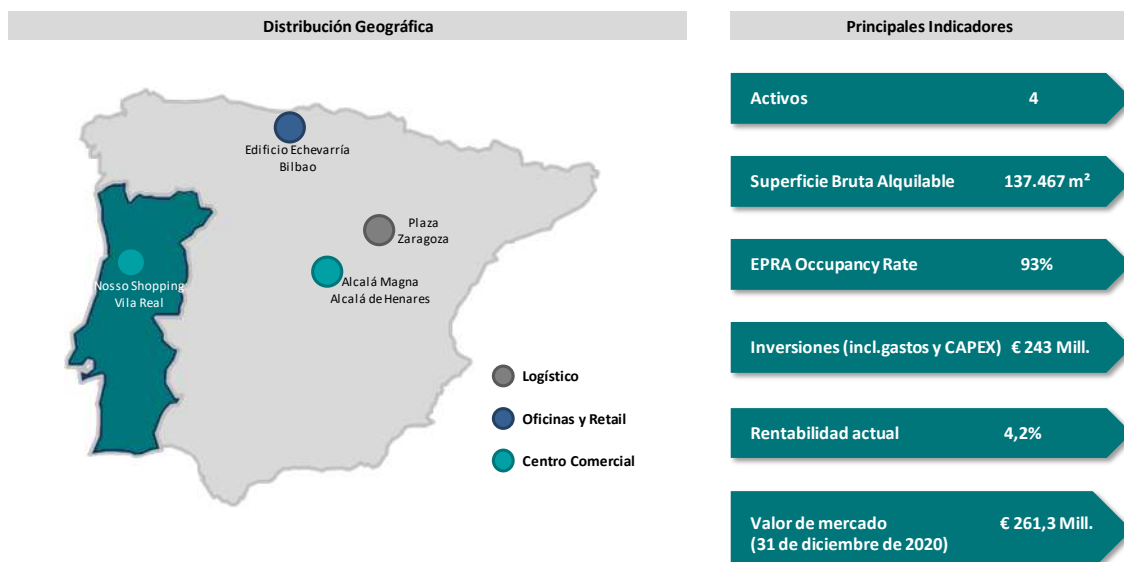 Distribución Geográfica
Edificio Echevarría
Bilbao
Plaza
Zaragoza
Alcalá Magna
Alcalá de Henares
Nosso Shopping
Vila Real
Logístico
Oficinas y Retail
Centro Comercial
Principales Indicadores
Activos 4
Superficie Bruta Alquilable 137.467 m²
EPRA Occupancy Rate 93%
Inversiones (incl.gastos y CAPEX) € 243 Mill.
Rentabilidad actual 4,2%
Valor de mercado € 261,3 Mill.
(31 de diciembre de 2020)